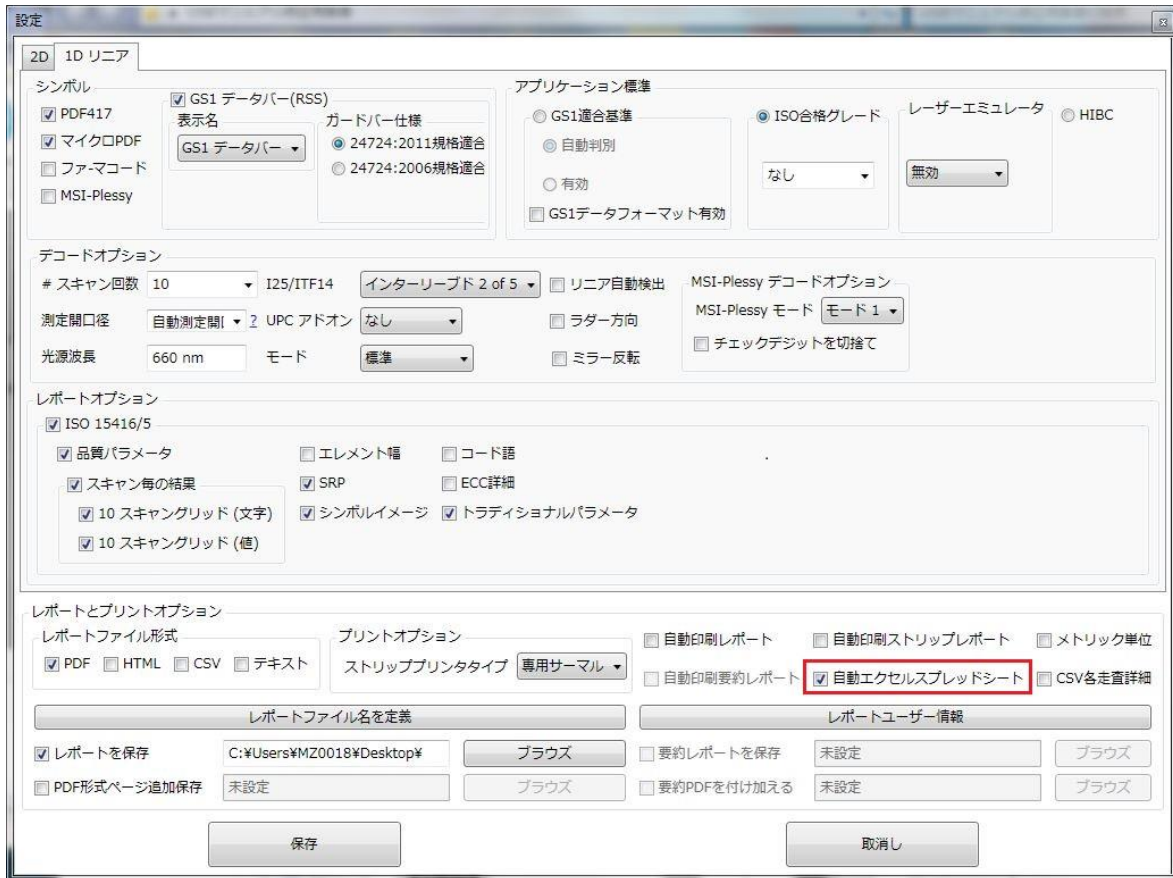 設定
2D 1D リニア
シンボル
PDF417
マイクロPDF
ファ-マコード
MSI-Plessy
GS1 データバー(RSS)
表示名
GS1 データバー
ガードバー仕様
24724:2011規格適合
24724:2006規格適合
アプリケーション標準
GS1適合基準
自動判別
有効
GS1データフォーマット有効
ISO合格グレード
なし
レーザーエミュレータ
無効
HIBC
デコードオプション
# スキャン回数 10 I25/ITF14 インターリーブド 2 of 5 リニア自動検出
測定開口径 自動測定開 ? UPC アドオン なし ラダー方向
光源波長 660 nm モード 標準 ミラー反転
MSI-Plessy デコードオプション
MSI-Plessy モード モード 1
チェックデジットを切捨て
レポートオプション
ISO 15416/5
品質パラメータ エレメント幅 コード語
スキャン毎の結果 SRP ECC詳細
10 スキャングリッド (文字) シンボルイメージ トラディショナルパラメータ
10 スキャングリッド (値)
レポートとプリントオプション
レポートファイル形式
PDF HTML CSV テキスト
プリントオプション
ストリッププリンタタイプ 専用サーマル
自動印刷レポート 自動印刷ストリップレポート メトリック単位
自動印刷要約レポート 自動エクセルスプレッドシート CSV各走査詳細
レポートファイル名を定義 レポートユーザー情報
レポートを保存 C:¥Users¥MZ0018¥Desktop¥ ブラウズ 要約レポートを保存 未設定 ブラウズ
PDF形式ページ追加保存 未設定 ブラウズ 要約PDFを付け加える 未設定 ブラウズ
保存 取消し